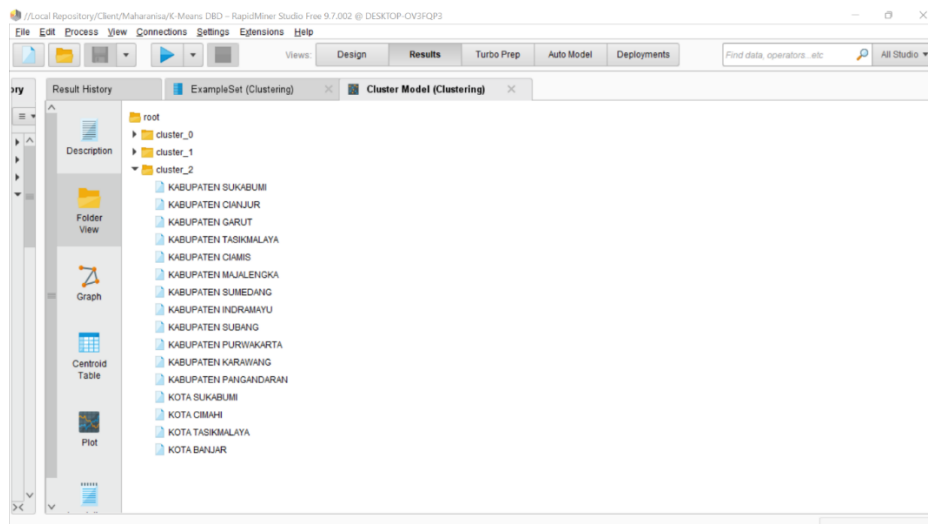 //Local Repository/Client/Maharanisa/K-Means DBD – RapidMiner Studio Free 9.7.002 @ DESKTOP-OV3FQP3
File Edit Process View Connections Settings Extensions Help
Views: Design Results Turbo Prep Auto Model Deployments Find data, operators...etc All Studio
ory Result History ExampleSet (Clustering) Cluster Model (Clustering)
Description
Folder View
Graph
Centroid Table
Plot
root
cluster_0
cluster_1
cluster_2
KABUPATEN SUKABUMI
KABUPATEN CIANJUR
KABUPATEN GARUT
KABUPATEN TASIKMALAYA
KABUPATEN CIAMIS
KABUPATEN MAJALENGKA
KABUPATEN SUMEDANG
KABUPATEN INDRAMAYU
KABUPATEN SUBANG
KABUPATEN PURWAKARTA
KABUPATEN KARAWANG
KABUPATEN PANGANDARAN
KOTA SUKABUMI
KOTA CIMAHI
KOTA TASIKMALAYA
KOTA BANJAR